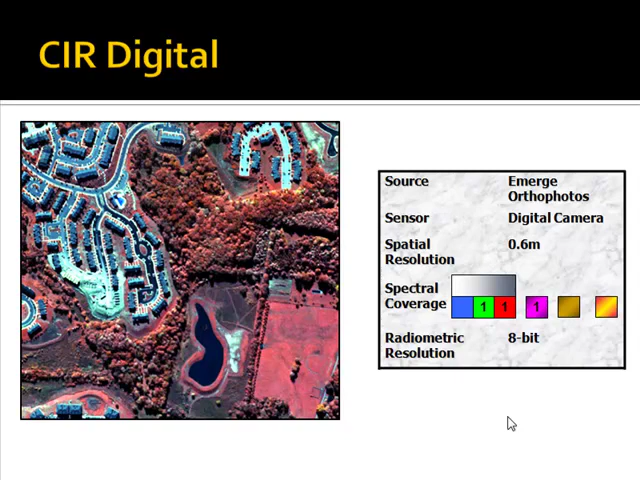 CIR Digital
Source Emerge
Orthophotos
Sensor Digital Camera
Spatial 0.6m
Resolution
Spectral
Coverage 1 1 1
Radiometric 8-bit
Resolution